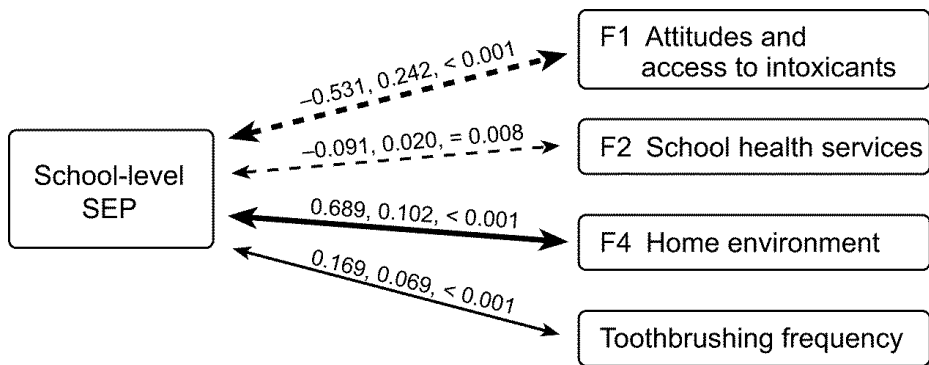 F1 Attitudes and
access to intoxicants
–0.531, 0.242, < 0.001
F2 School health services
–0.091, 0.020, = 0.008
School-level
SEP
0.689, 0.102, < 0.001
F4 Home environment
0.169, 0.069, < 0.001
Toothbrushing frequency